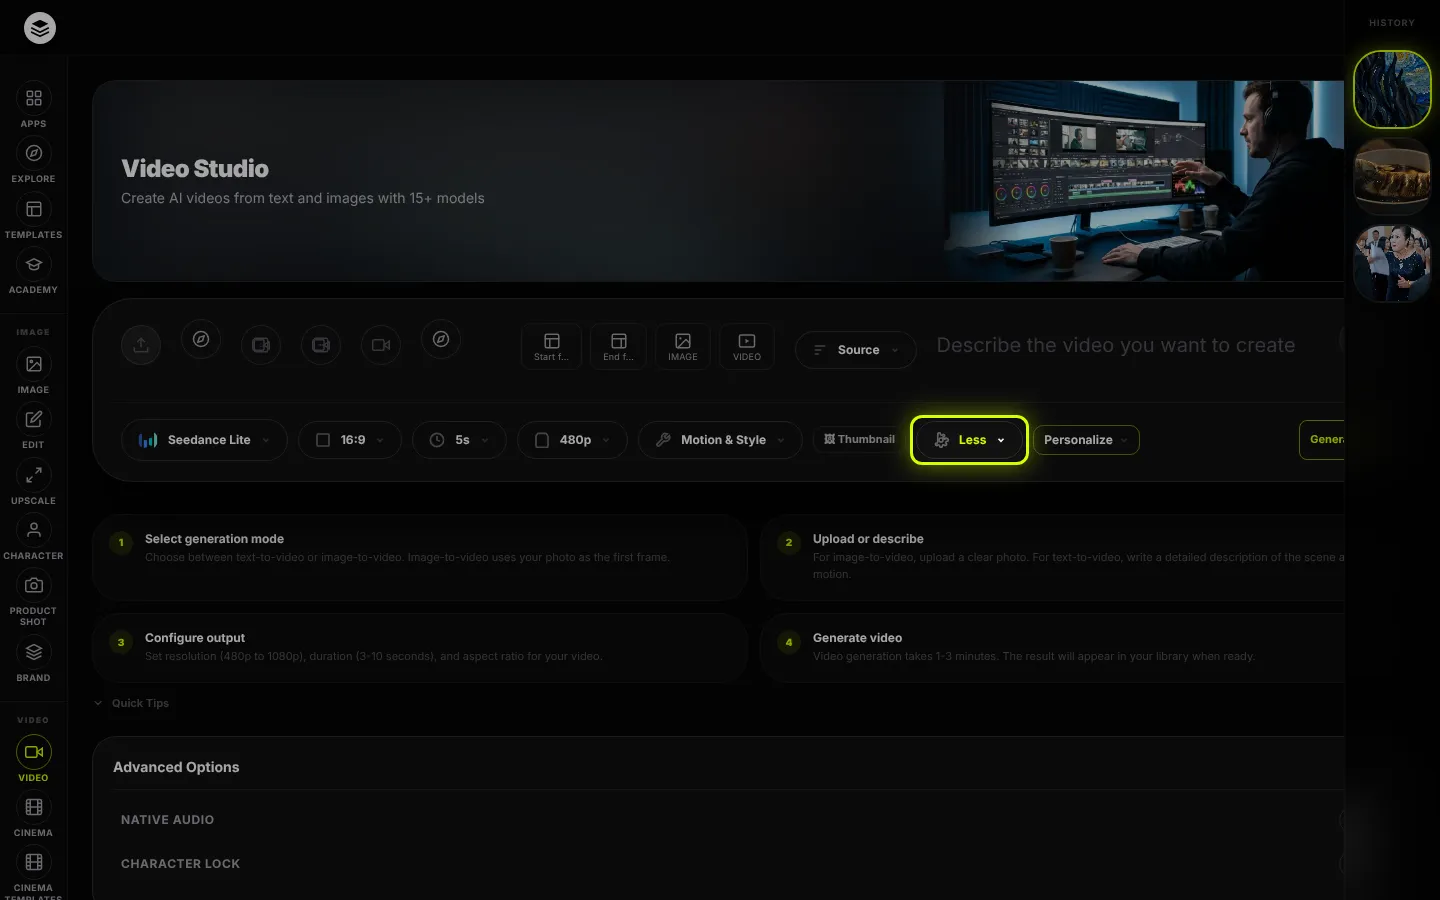 HISTORY
APPS
EXPLORE
TEMPLATES
ACADEMY
IMAGE
IMAGE
EDIT
UPSCALE
CHARACTER
PRODUCT
SHOT
BRAND
VIDEO
VIDEO
CINEMA
CINEMA
TEMPLATES
Video Studio
Create AI videos from text and images with 15+ models
Start f...
End f...
IMAGE
VIDEO
Source
Describe the video you want to create
Seedance Lite
16:9
5s
480p
Motion & Style
Thumbnail
Less
Personalize
Genera
1
Select generation mode
Choose between text-to-video or image-to-video. Image-to-video uses your photo as the first frame.
2
Upload or describe
For image-to-video, upload a clear photo. For text-to-video, write a detailed description of the scene a
motion.
3
Configure output
Set resolution (480p to 1080p), duration (3-10 seconds), and aspect ratio for your video.
4
Generate video
Video generation takes 1-3 minutes. The result will appear in your library when ready.
Quick Tips
Advanced Options
NATIVE AUDIO
CHARACTER LOCK